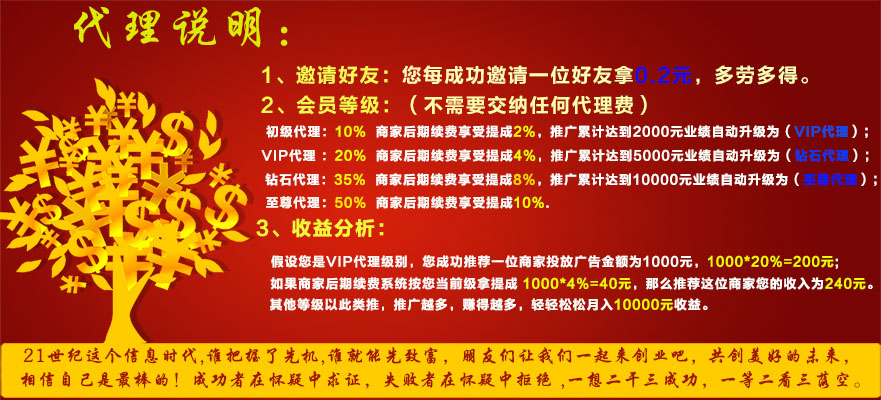 代理说明：
1、邀请好友：您每成功邀请一位好友拿0.2元，多劳多得。
2、会员等级：（不需要交纳任何代理费）
初级代理：10% 商家后期续费享受提成2%，推广累计达到2000元业绩自动升级为（VIP代理）；
VIP代理：20% 商家后期续费享受提成4%，推广累计达到5000元业绩自动升级为（钻石代理）；
钻石代理：35% 商家后期续费享受提成8%，推广累计达到10000元业绩自动升级为（至尊代理）；
至尊代理：50% 商家后期续费享受提成10%.
3、收益分析：
假设您是VIP代理级别，您成功推荐一位商家投放广告金额为1000元，1000*20%=200元;
如果商家后期续费系统按您当前级拿提成 1000*4%=40元，那么推荐这位商家您的收入为240元。
其他等级以此类推，推广越多，赚得越多，轻轻松松月入10000元收益。
21世纪这个信息时代,谁把握了先机,谁就能先致富，朋友们让我们一起来创业吧，共创美好的未来，
相信自己是最棒的！成功者在怀疑中求证，失败者在怀疑中拒绝,一想二干三成功，一等二看三落空。